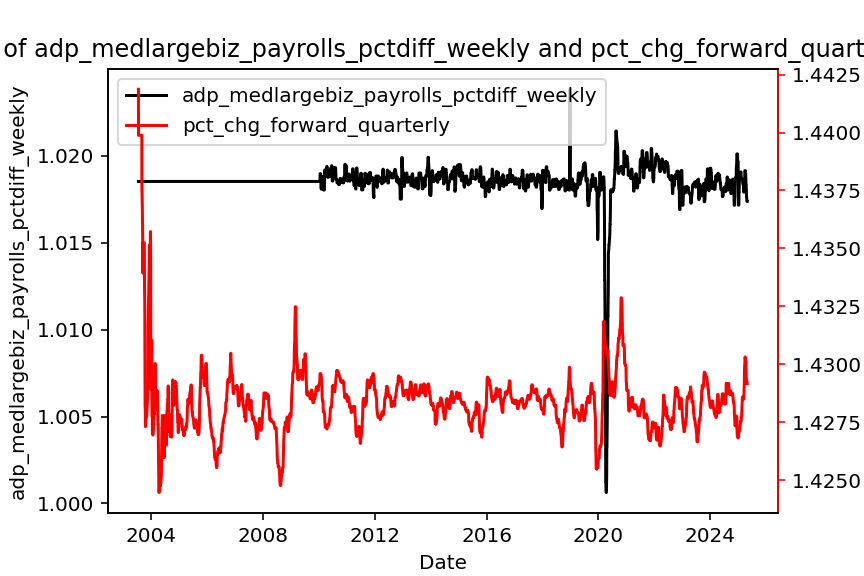 of adp_medlargebiz_payrolls_pctdiff_weekly and pct_chg_forward_quart
adp_medlargebiz_payrolls_pctdiff_weekly
pct_chg_forward_quarterly
adp_medlargebiz_payrolls_pctdiff_weekly
1.020
1.015
1.010
1.005
1.000
1.4425
1.4400
1.4375
1.4350
1.4325
1.4300
1.4275
1.4250
2004 2008 2012 2016 2020 2024
Date